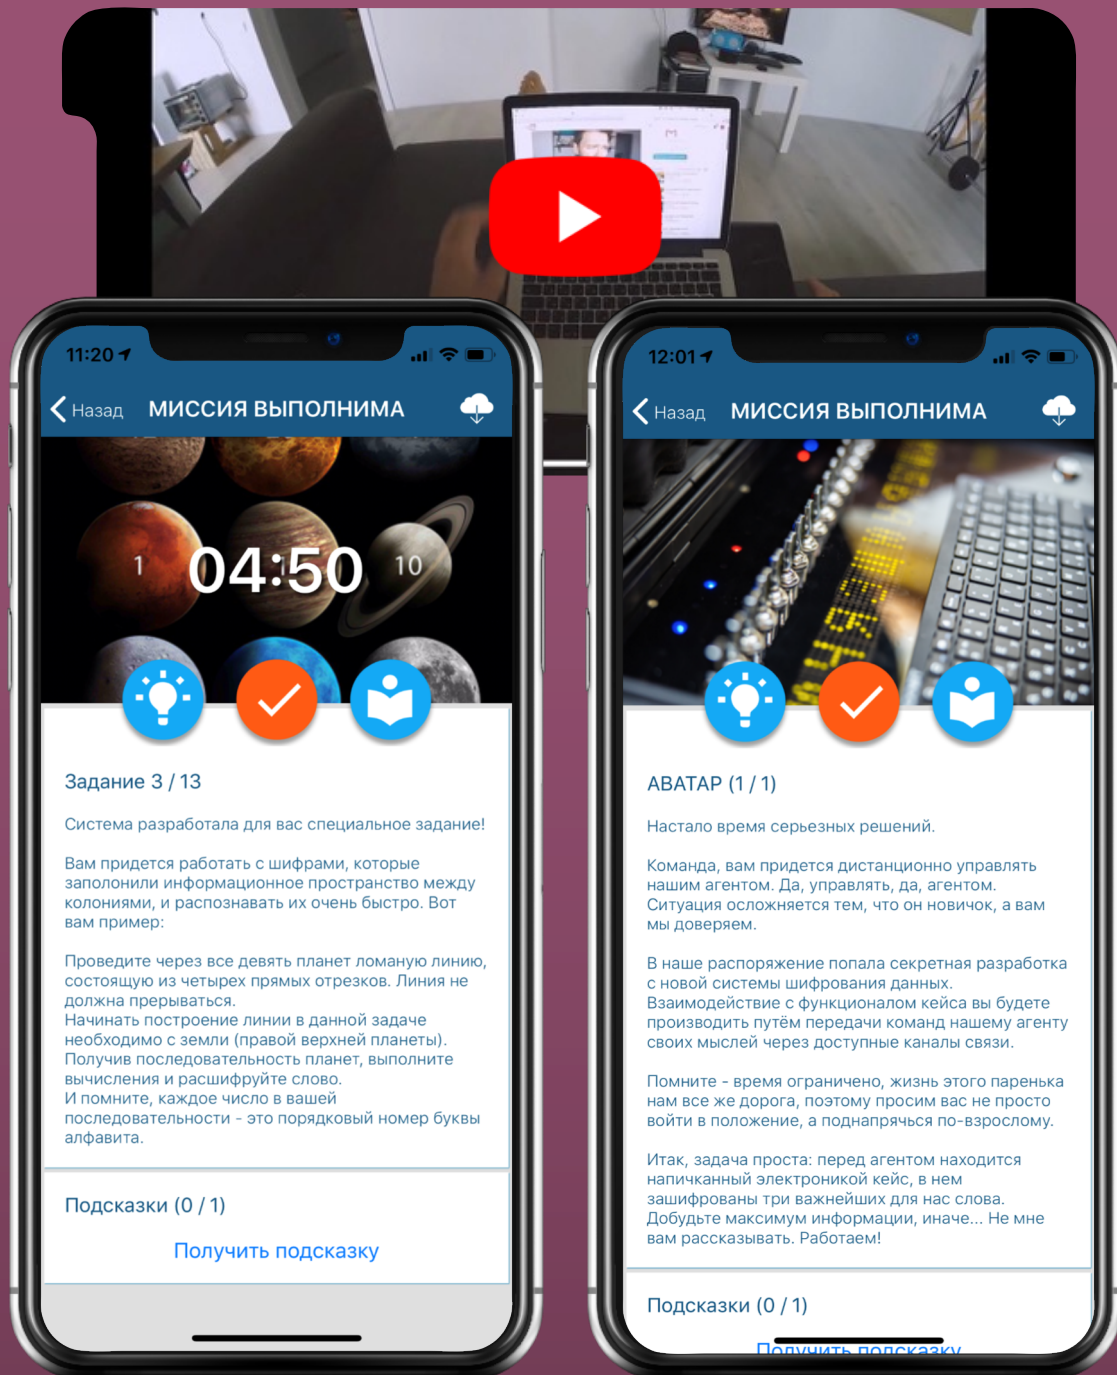 11:20
Назад
МИССИЯ ВЫПОЛНИМА
1
04:50
10
Задание 3 / 13
Система разработала для вас специальное задание!
Вам придется работать с шифрами, которые
заполонили информационное пространство между
колониями, и распознавать их очень быстро. Вот
вам пример:
Проведите через все девять планет ломаную линию,
состоящую из четырех прямых отрезков. Линия не
должна прерываться.
Начинать построение линии в данной задаче
необходимо с земли (правой верхней планеты).
Получив последовательность планет, выполните
вычисления и расшифруйте слово.
И помните, каждое число в вашей
последовательности - это порядковый номер буквы
алфавита.
Подсказки (0 / 1)
Получить подсказку
12:01
Назад
МИССИЯ ВЫПОЛНИМА
АВАТАР (1 / 1)
Настало время серьезных решений.
Команда, вам придется дистанционно управлять
нашим агентом. Да, управлять, да, агентом.
Ситуация осложняется тем, что он новичок, а вам
мы доверяем.
В наше распоряжение попала секретная разработка
с новой системы шифрования данных.
Взаимодействие с функционалом кейса вы будете
производить путём передачи команд нашему агенту
своих мыслей через доступные каналы связи.
Помните - время ограничено, жизнь этого паренька
нам все же дорога, поэтому просим вас не просто
войти в положение, а поднапрячься по-взрослому.
Итак, задача проста: перед агентом находится
напичканный электроникой кейс, в нем
зашифрованы три важнейших для нас слова.
Добудьте максимум информации, иначе... Не мне
вам рассказывать. Работаем!
Подсказки (0 / 1)
Получить подсказку